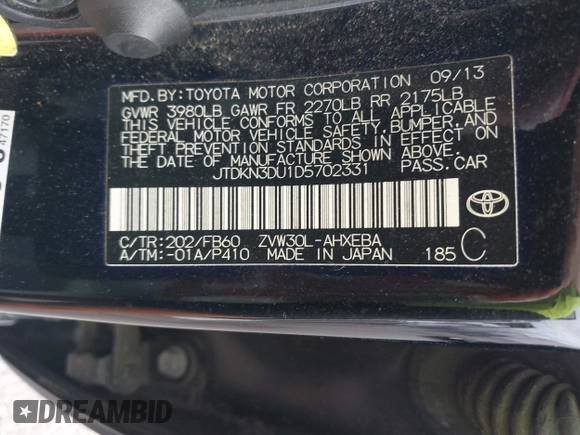 MFD.BY:TOYOTA MOTOR CORPORATION 09/13
GVWR 3980LB GAWR FR 2270LB RR 2175LB
THIS VEHICLE CONFORMS TO ALL APPLICABLE
FEDERAL MOTOR VEHICLE SAFETY,BUMPER,AND
THEFT PREVENTION STANDARDS IN EFFECT ON
THE DATE OF MANUFACTURE SHOWN ABOVE.
JTDKN3DU1D5702331 PASS.CAR
TOYOTA
C/TR:202/FB60 ZVW30L-AHXEBA
A/TM:-01A/P410 MADE IN JAPAN 185 C
47170
DREAMBID